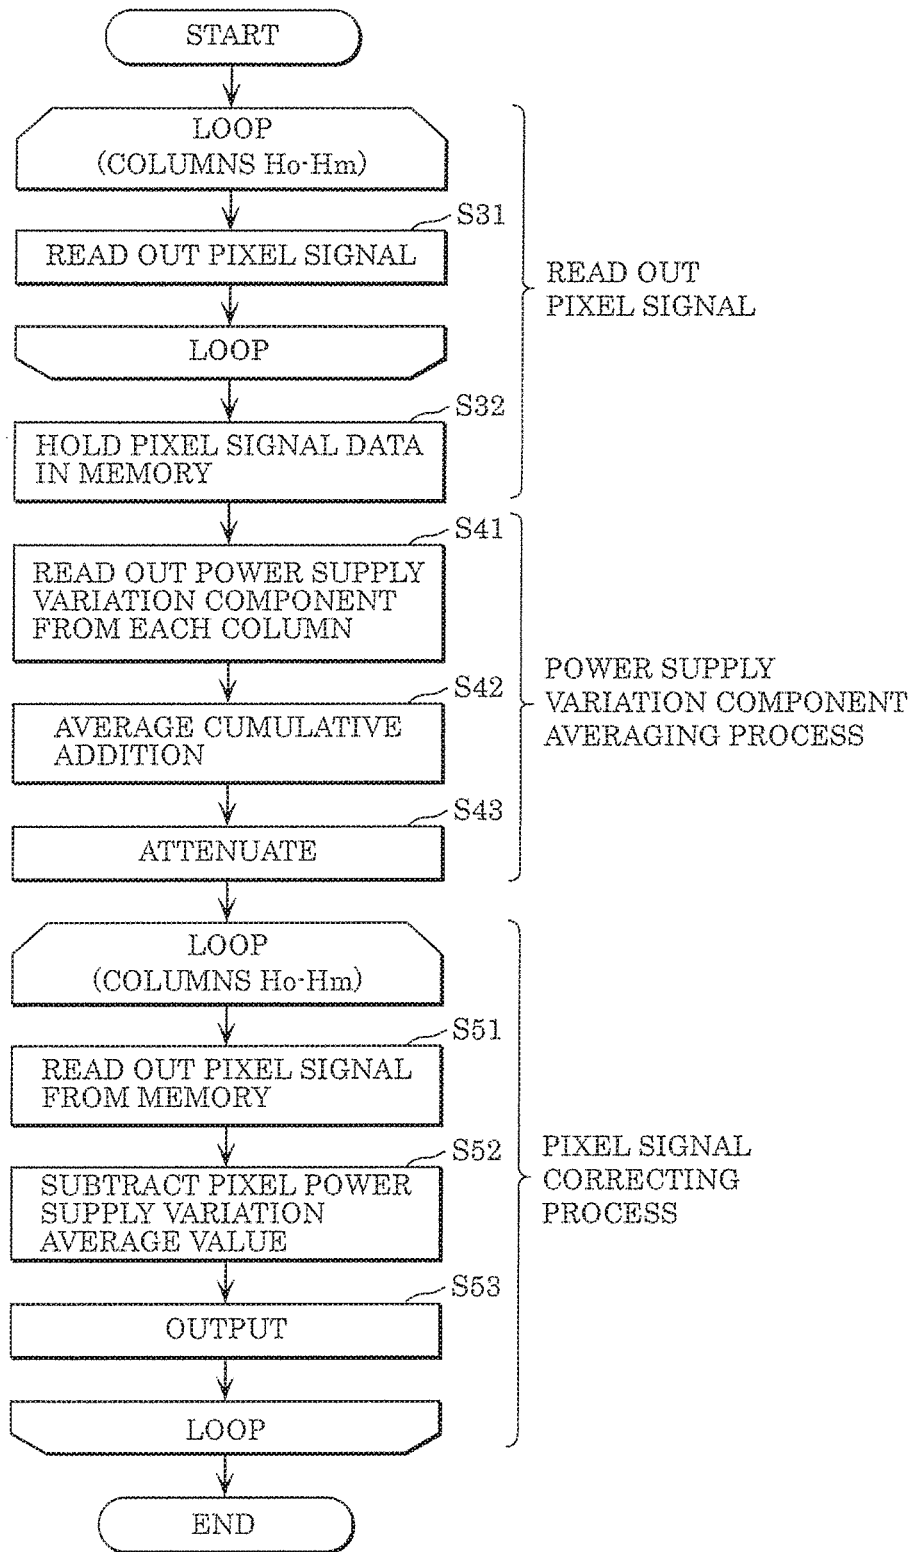 START
LOOP
(COLUMNS Ho-Hm)
S31
READ OUT PIXEL SIGNAL
LOOP
S32
HOLD PIXEL SIGNAL DATA
IN MEMORY
READ OUT
PIXEL SIGNAL
S41
READ OUT POWER SUPPLY
VARIATION COMPONENT
FROM EACH COLUMN
S42
AVERAGE CUMULATIVE
ADDITION
S43
ATTENUATE
POWER SUPPLY
VARIATION COMPONENT
AVERAGING PROCESS
LOOP
(COLUMNS Ho-Hm)
S51
READ OUT PIXEL SIGNAL
FROM MEMORY
S52
SUBTRACT PIXEL POWER
SUPPLY VARIATION
AVERAGE VALUE
S53
OUTPUT
LOOP
PIXEL SIGNAL
CORRECTING
PROCESS
END